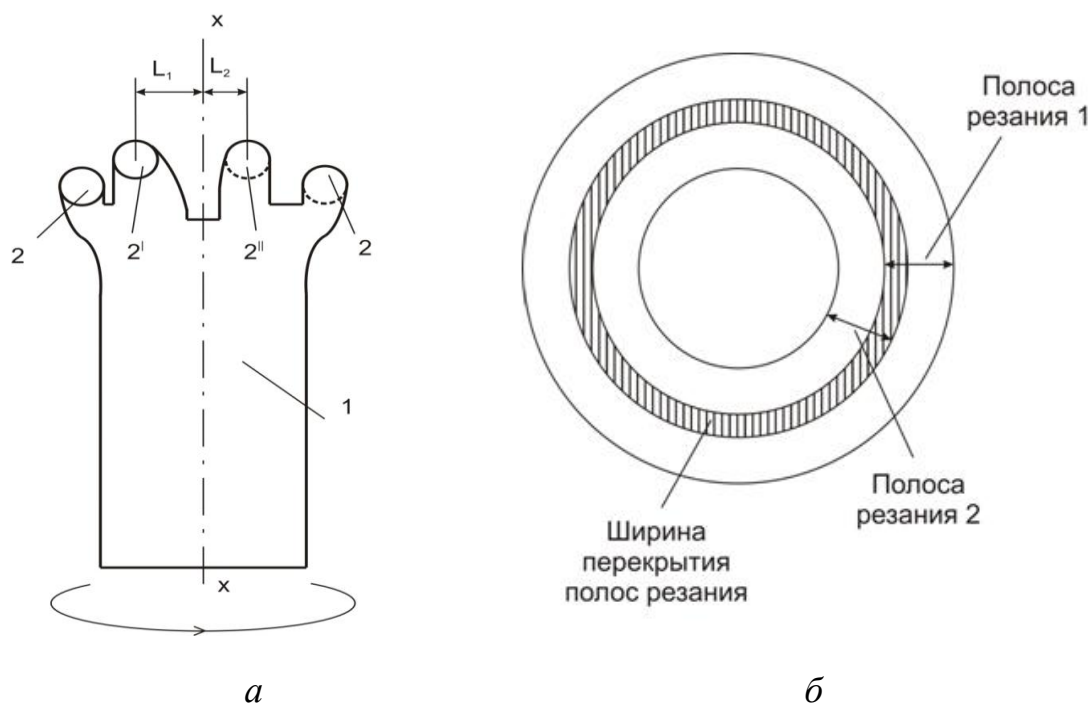 x
L₁
L₂
2
2ᴵ
2ᴵᴵ
2
1
x
Полоса
резания 1
Полоса
резания 2
Ширина
перекрытия
полос резания
а
б